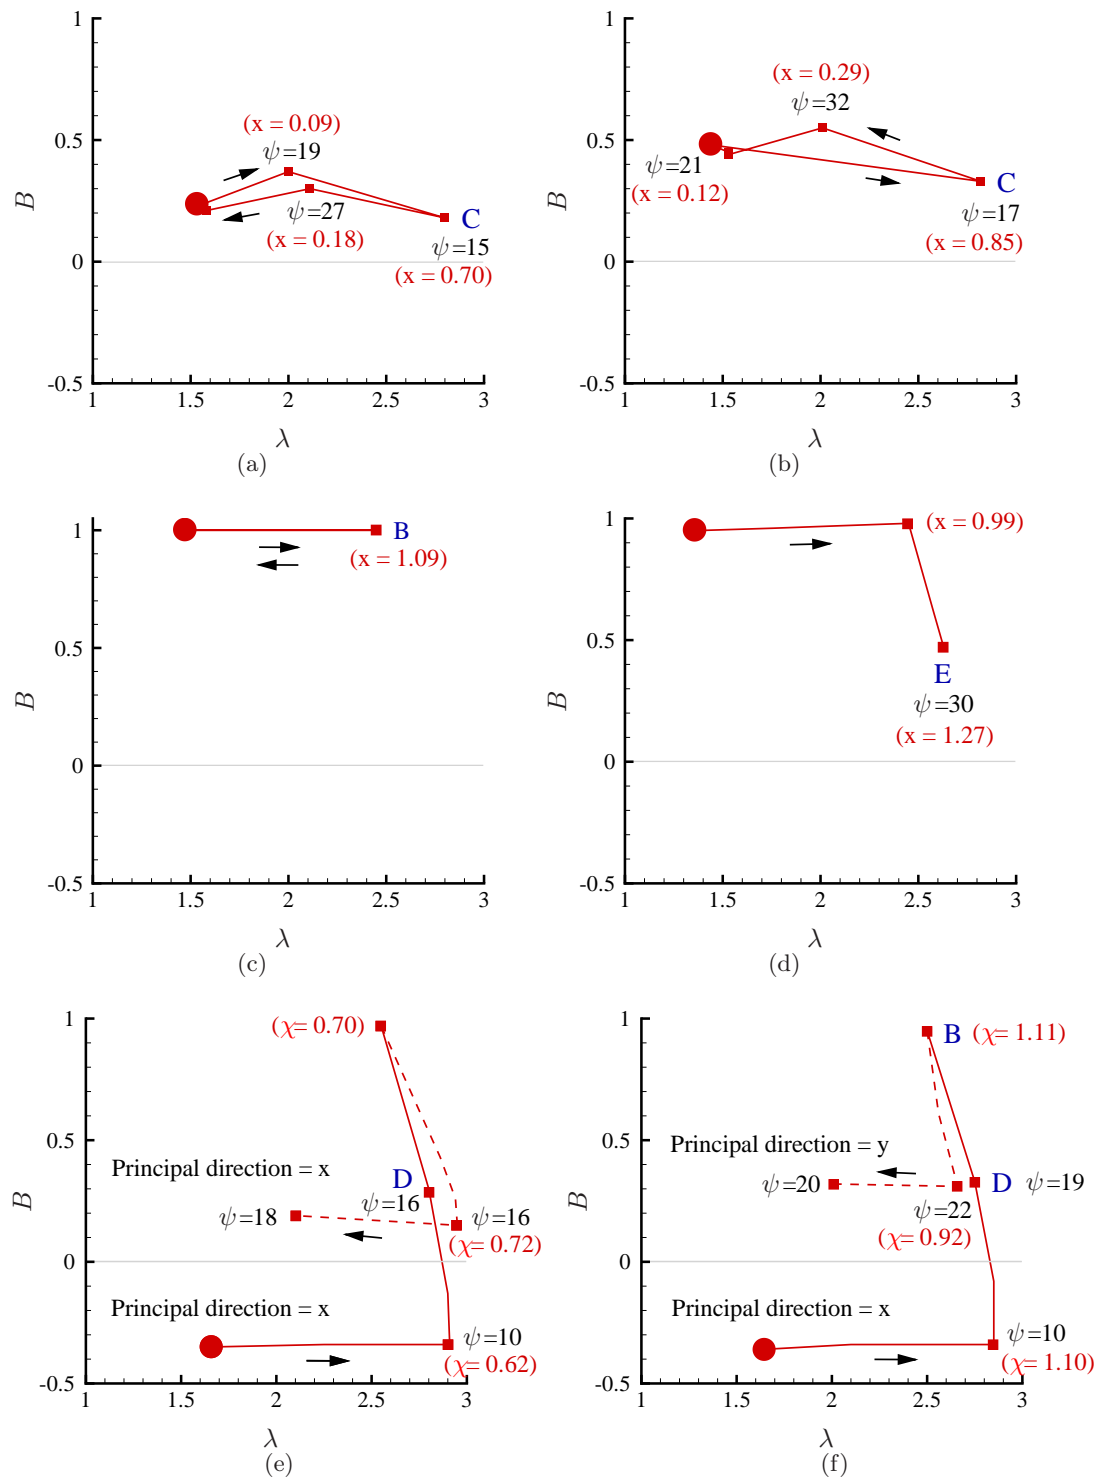 1
0.5
0
-0.5
B
1
1.5
2
2.5
3
λ
(x = 0.09)
ψ=19
ψ=27
(x = 0.18)
C
ψ=15
(x = 0.70)
(a)
1
0.5
0
-0.5
B
1
1.5
2
2.5
3
λ
(x = 0.29)
ψ=32
ψ=21
(x = 0.12)
C
ψ=17
(x = 0.85)
(b)
1
0.5
0
-0.5
B
1
1.5
2
2.5
3
λ
B
(x = 1.09)
(c)
1
0.5
0
-0.5
B
1
1.5
2
2.5
3
λ
(x = 0.99)
E
ψ=30
(x = 1.27)
(d)
1
0.5
0
-0.5
B
1
1.5
2
2.5
3
λ
(χ= 0.70)
Principal direction = x
D
ψ=16
ψ=18
ψ=16
(χ= 0.72)
Principal direction = x
ψ=10
(χ= 0.62)
(e)
1
0.5
0
-0.5
B
1
1.5
2
2.5
3
λ
B (χ= 1.11)
Principal direction = y
ψ=20
D ψ=19
ψ=22
(χ= 0.92)
Principal direction = x
ψ=10
(χ= 1.10)
(f)